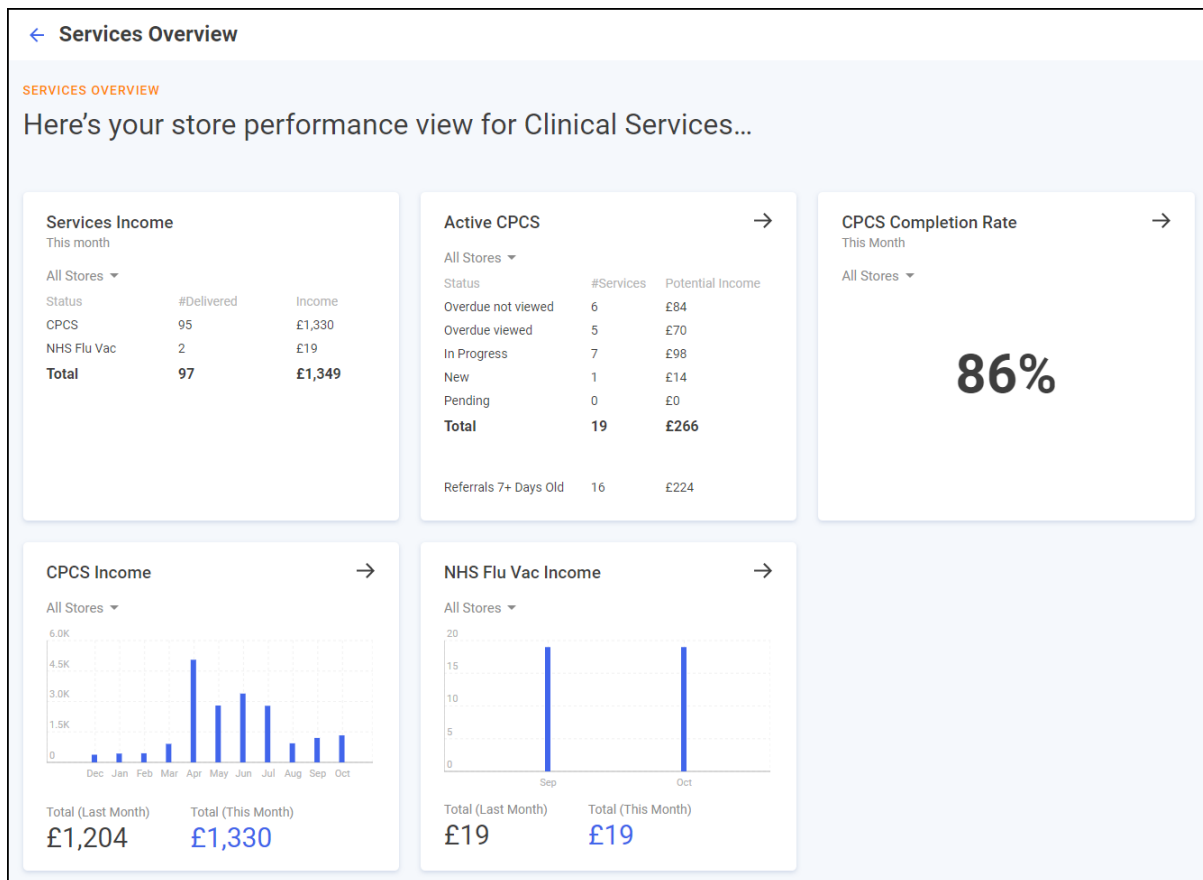 Services Overview
SERVICES OVERVIEW
Here’s your store performance view for Clinical Services…
Services Income
This month
All Stores
Status #Delivered Income
CPCS 95 £1,330
NHS Flu Vac 2 £19
Total 97 £1,349
Active CPCS
All Stores
Status #Services Potential Income
Overdue not viewed 6 £84
Overdue viewed 5 £70
In Progress 7 £98
New 1 £14
Pending 0 £0
Total 19 £266
Referrals 7+ Days Old 16 £224
CPCS Completion Rate
This Month
All Stores
86%
CPCS Income
All Stores
6.0K
4.5K
3.0K
1.5K
0
Dec Jan Feb Mar Apr May Jun Jul Aug Sep Oct
Total (Last Month) Total (This Month)
£1,204 £1,330
NHS Flu Vac Income
All Stores
20
15
10
5
0
Sep Oct
Total (Last Month) Total (This Month)
£19 £19